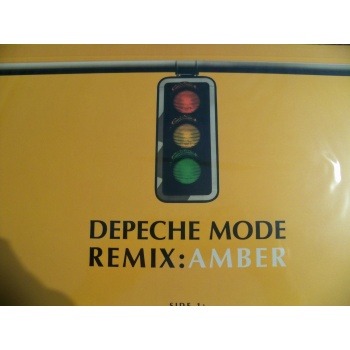 DEPECHE MODE
REMIX:AMBER
SIDE 1: